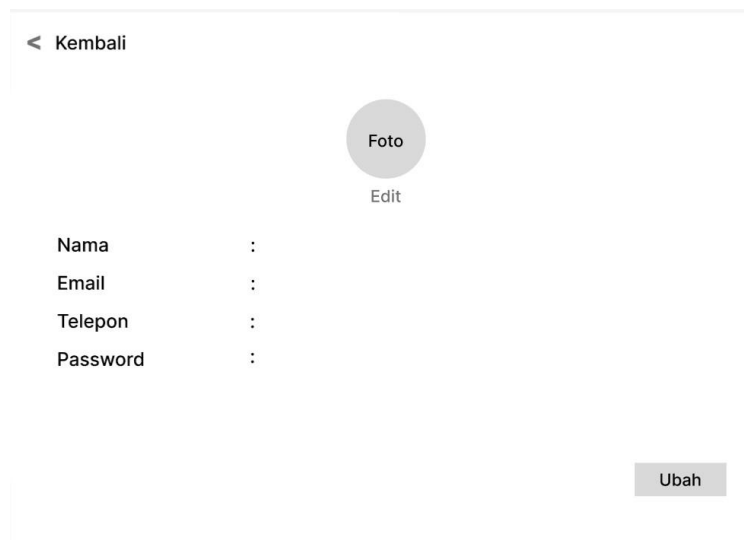 < Kembali
Foto
Edit
Nama :
Email :
Telepon :
Password :
Ubah